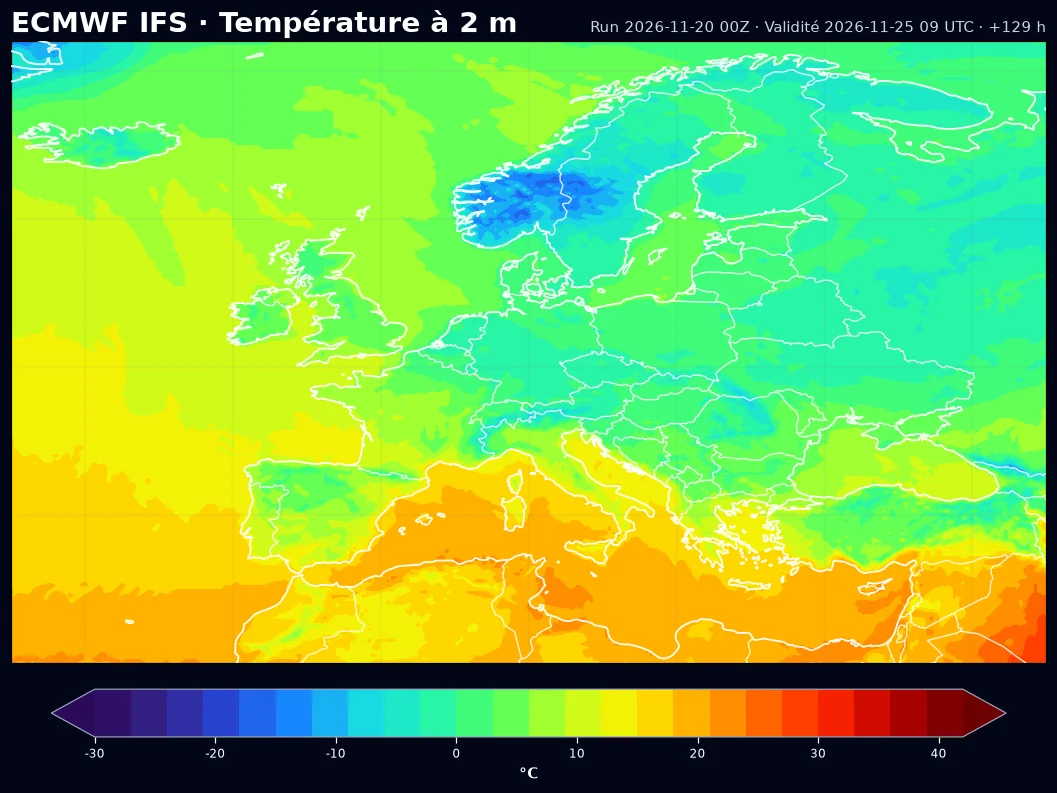 ECMWF IFS · Température à 2 m
Run 2026-11-20 00Z · Validité 2026-11-25 09 UTC · +129 h
-30 -20 -10 0 10 20 30 40
°C